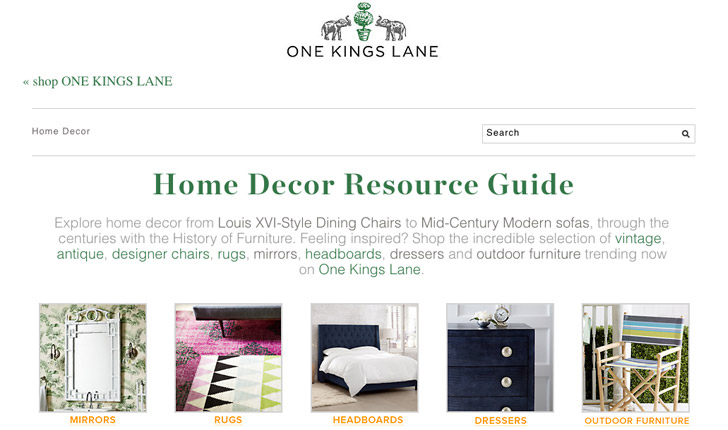 ONE KINGS LANE
« shop ONE KINGS LANE
Home Decor
Search
Home Decor Resource Guide
Explore home decor from Louis XVI-Style Dining Chairs to Mid-Century Modern sofas, through the
centuries with the History of Furniture. Feeling inspired? Shop the incredible selection of vintage,
antique, designer chairs, rugs, mirrors, headboards, dressers and outdoor furniture trending now
on One Kings Lane.
MIRRORS
RUGS
HEADBOARDS
DRESSERS
OUTDOOR FURNITURE